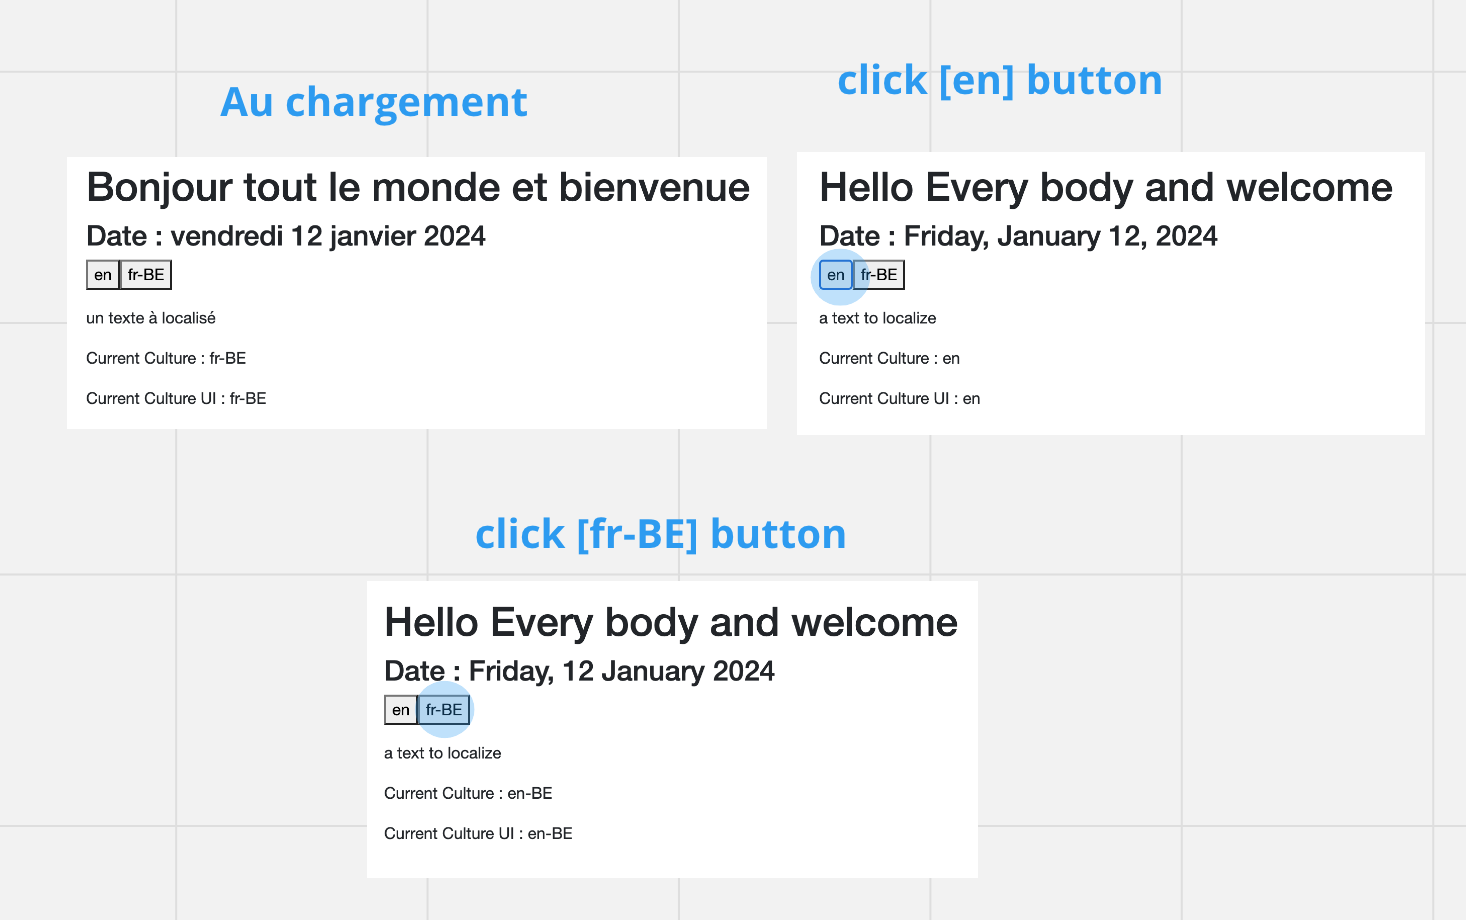 Au chargement
Bonjour tout le monde et bienvenue
Date : vendredi 12 janvier 2024
en fr-BE
un texte à localisé
Current Culture : fr-BE
Current Culture UI : fr-BE
click [en] button
Hello Every body and welcome
Date : Friday, January 12, 2024
en fr-BE
a text to localize
Current Culture : en
Current Culture UI : en
click [fr-BE] button
Hello Every body and welcome
Date : Friday, 12 January 2024
en fr-BE
a text to localize
Current Culture : en-BE
Current Culture UI : en-BE